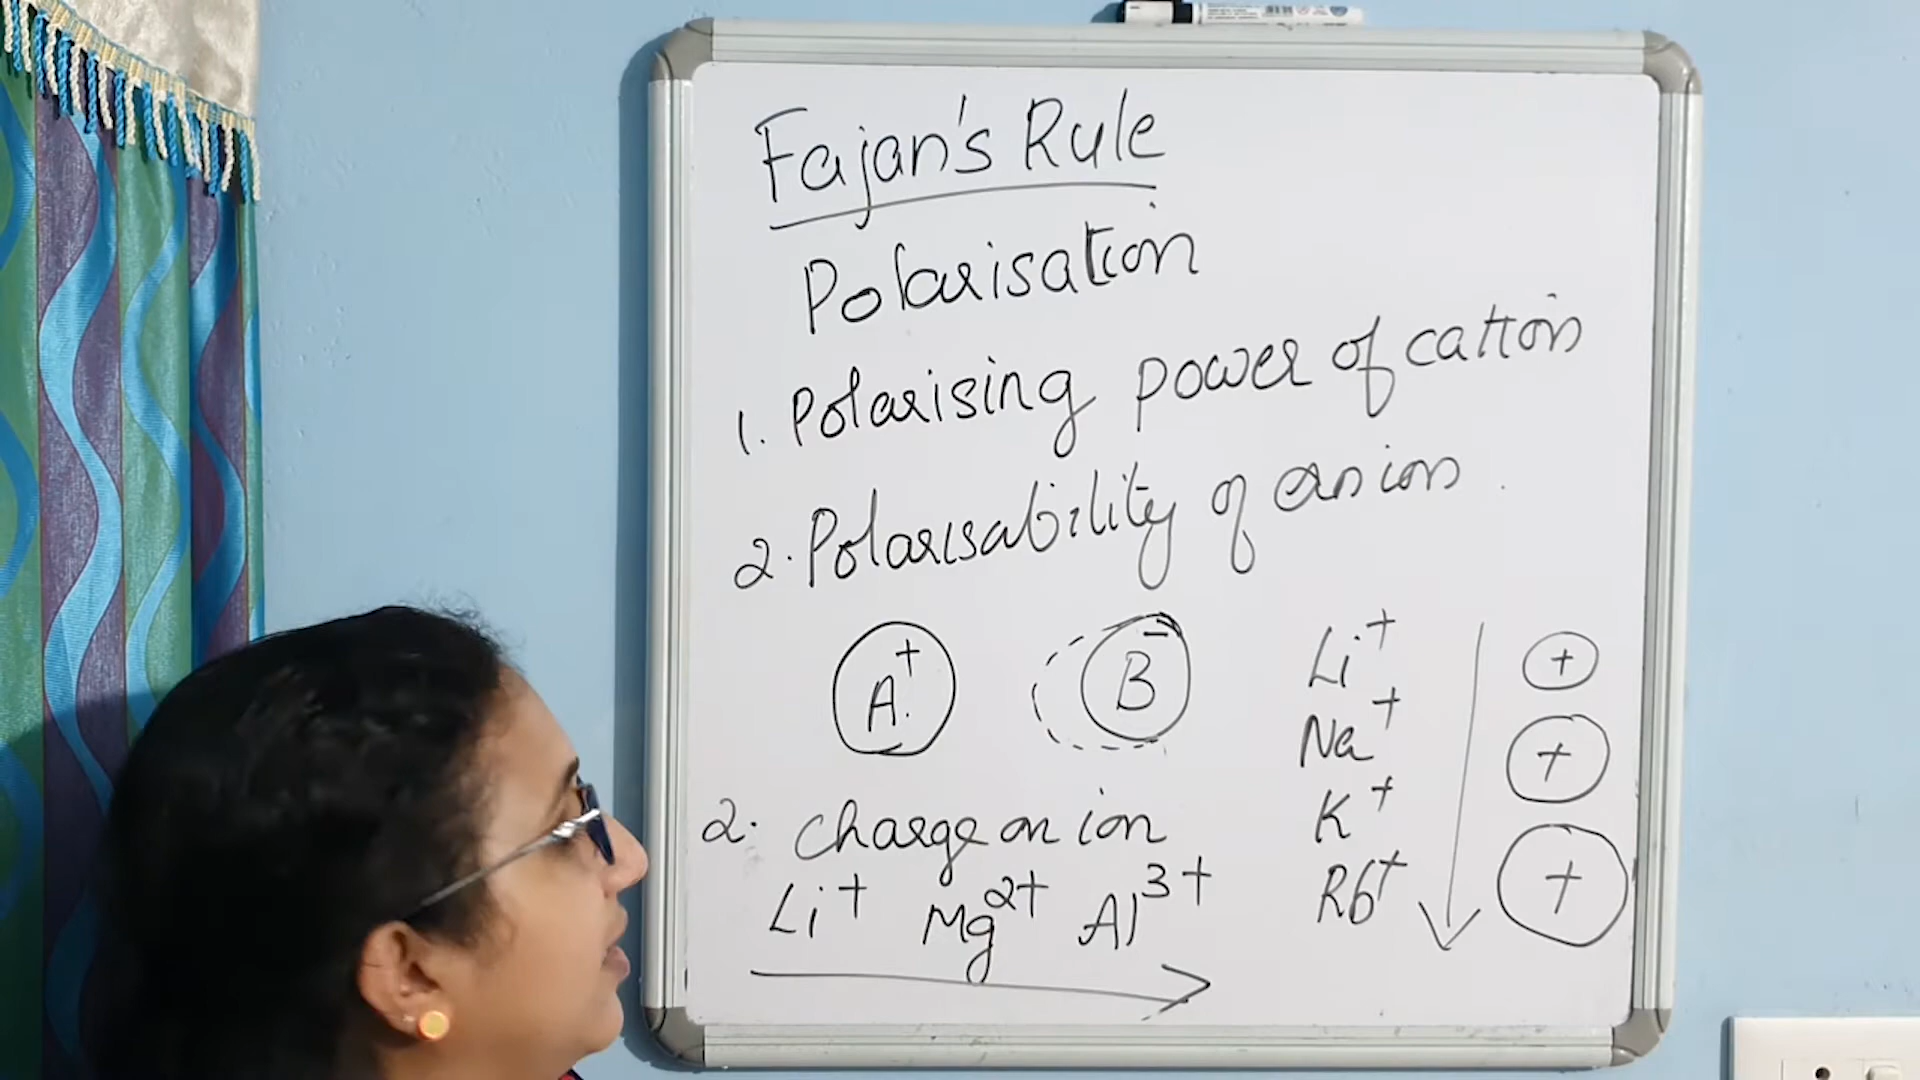 Fajan's Rule
Polarisation
1. Polarising power of cation
2. Polarisability of anion
A+ B-
2. Charge on ion
Li+ Mg2+ Al3+
Li+ +
Na+ +
K+
Rb+ +